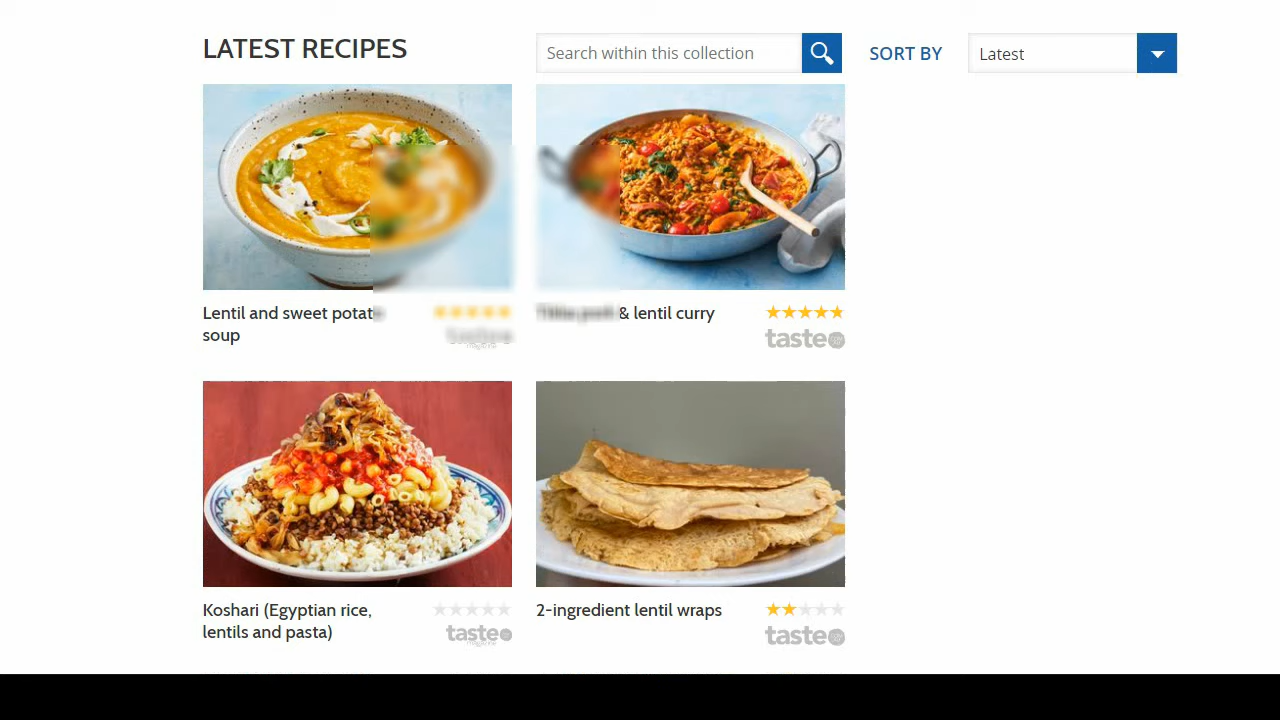 LATEST RECIPES
Search within this collection
SORT BY
Latest
Lentil and sweet
soup
& lentil curry
taste
Koshari (Egyptian rice,
lentils and pasta)
taste
magazine
2-ingredient lentil wraps
taste